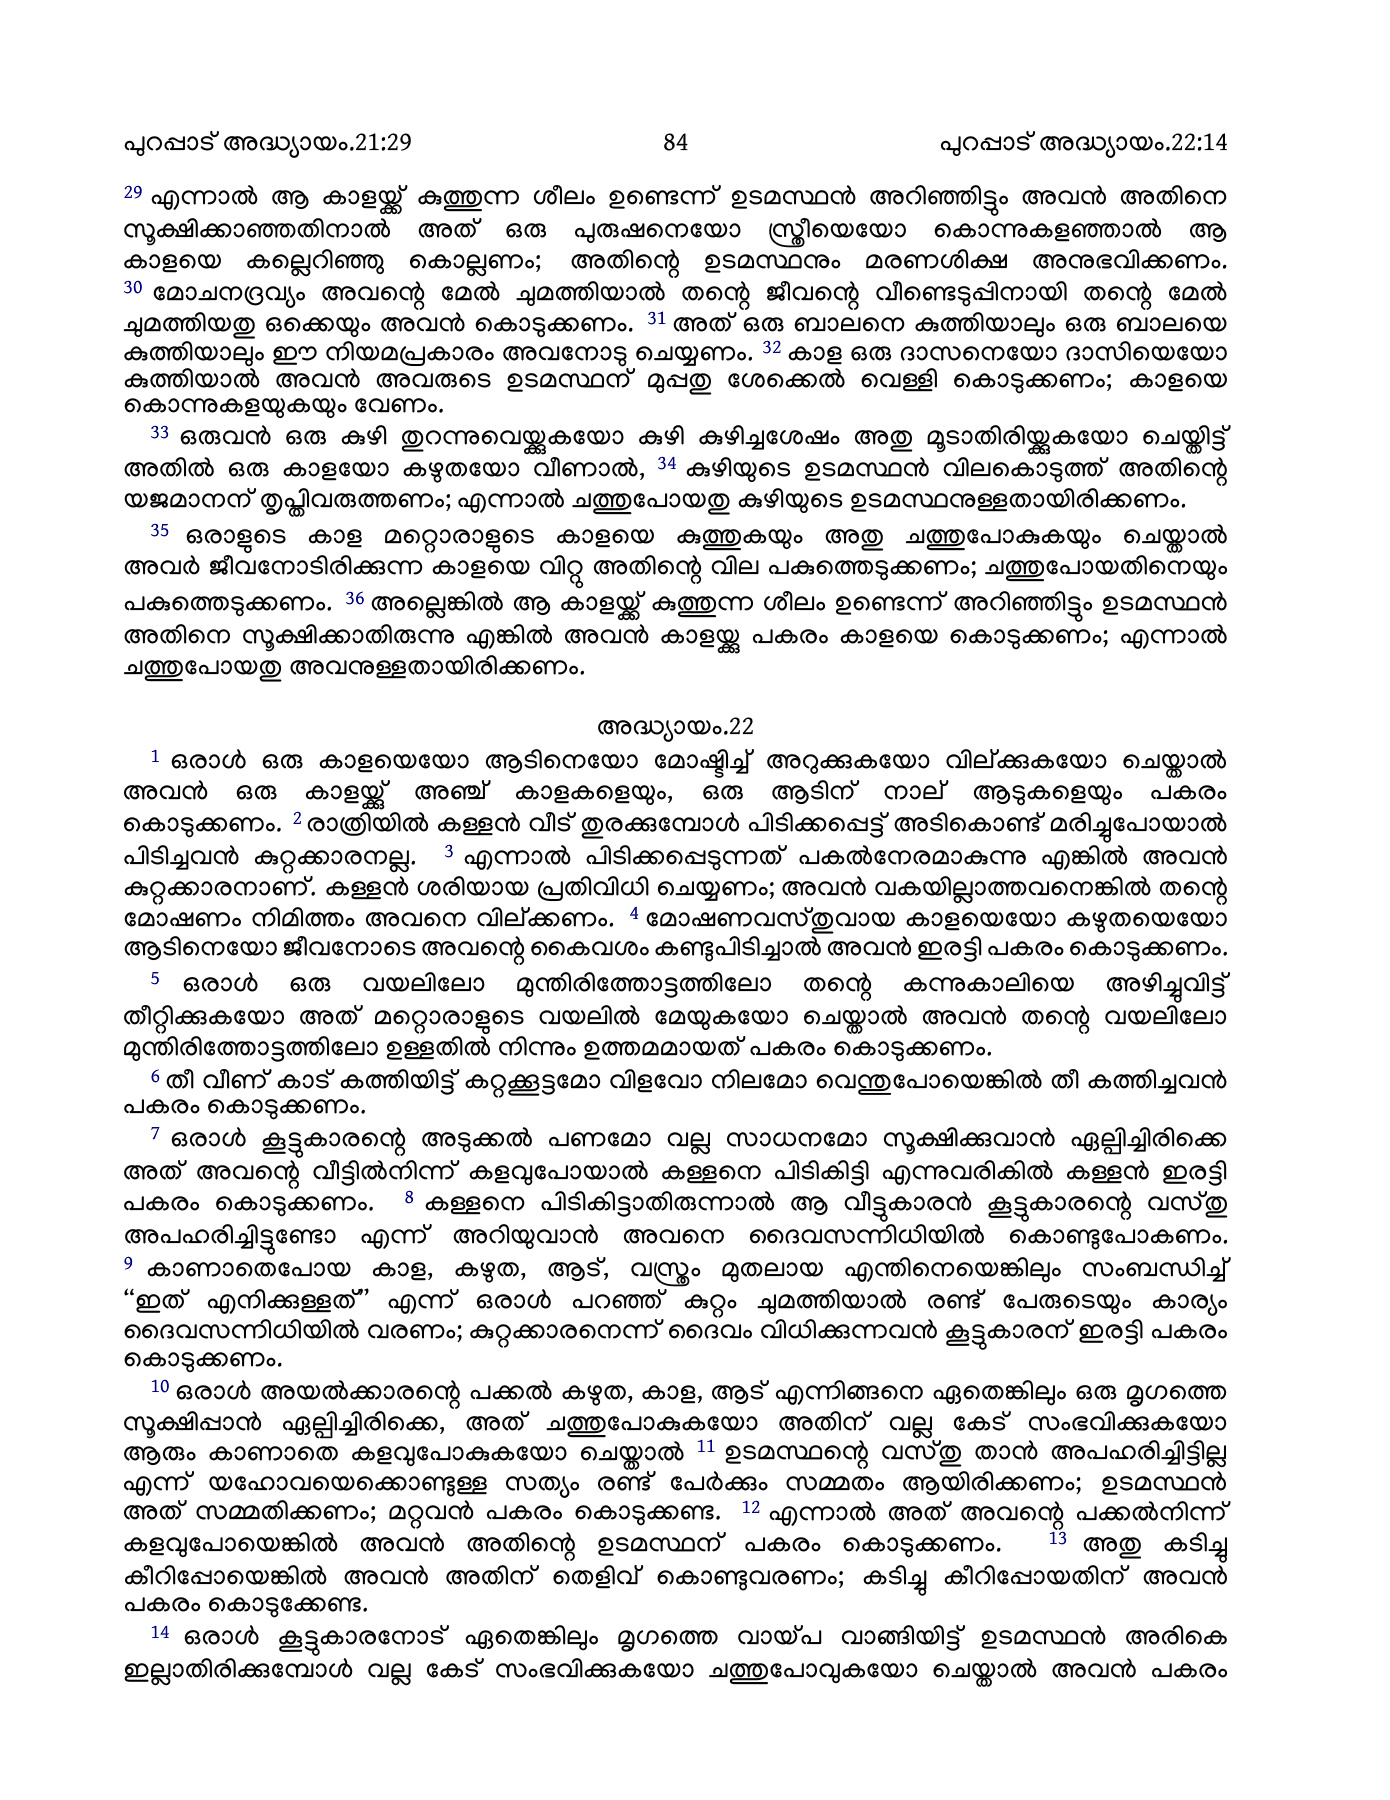 പുറപ്പാട് അദ്ധ്യായം.21:29 84 പുറപ്പാട് അദ്ധ്യായം.22:14
29 എന്നാൽ ആ കാളയ്ക്ക് കുത്തുന്ന ശീലം ഉണ്ടെന്ന് ഉടമസ്ഥൻ അറിഞ്ഞിട്ടും അവൻ അതിനെ
സൂക്ഷിക്കാഞ്ഞതിനാൽ അത് ഒരു പുരുഷനെയോ സ്ത്രീയെയോ കൊന്നുകളഞ്ഞാൽ ആ
കാളയെ കല്ലെറിഞ്ഞു കൊല്ലണം; അതിന്റെ ഉടമസ്ഥനും മരണശിക്ഷ അനുഭവിക്കണം.
30 മോചനദ്രവ്യം അവന്റെ മേൽ ചുമത്തിയാൽ തന്റെ ജീവന്റെ വീണ്ടെടുപ്പിനായി തന്റെ മേൽ
ചുമത്തിയതു ഒക്കെയും അവൻ കൊടുക്കണം. 31 അത് ഒരു ബാലനെ കുത്തിയാലും ഒരു ബാലയെ
കുത്തിയാലും ഈ നിയമപ്രകാരം അവനോടു ചെയ്യണം. 32 കാള ഒരു ദാസനെയോ ദാസിയെയോ
കുത്തിയാൽ അവൻ അവരുടെ ഉടമസ്ഥന് മുപ്പതു ശേക്കെൽ വെള്ളി കൊടുക്കണം; കാളയെ
കൊന്നുകളയുകയും വേണം.
33 ഒരുവൻ ഒരു കുഴി തുറന്നുവെയ്ക്കുകയോ കുഴി കുഴിച്ചശേഷം അതു മൂടാതിരിയ്ക്കുകയോ ചെയ്തിട്ട്
അതിൽ ഒരു കാളയോ കഴുതയോ വീണാൽ, 34 കുഴിയുടെ ഉടമസ്ഥൻ വിലകൊടുത്ത് അതിന്റെ
യജമാനന് തൃപ്തിവരുത്തണം; എന്നാൽ ചത്തുപോയതു കുഴിയുടെ ഉടമസ്ഥനുള്ളതായിരിക്കണം.
35 ഒരാളുടെ കാള മറ്റൊരാളുടെ കാളയെ കുത്തുകയും അതു ചത്തുപോകുകയും ചെയ്താൽ
അവർ ജീവനോടിരിക്കുന്ന കാളയെ വിറ്റു അതിന്റെ വില പകുത്തെടുക്കണം; ചത്തുപോയതിനെയും
പകുത്തെടുക്കണം. 36 അല്ലെങ്കിൽ ആ കാളയ്ക്ക് കുത്തുന്ന ശീലം ഉണ്ടെന്ന് അറിഞ്ഞിട്ടും ഉടമസ്ഥൻ
അതിനെ സൂക്ഷിക്കാതിരുന്നു എങ്കിൽ അവൻ കാളയ്ക്കു പകരം കാളയെ കൊടുക്കണം; എന്നാൽ
ചത്തുപോയതു അവനുള്ളതായിരിക്കണം.
അദ്ധ്യായം.22
1 ഒരാൾ ഒരു കാളയെയോ ആടിനെയോ മോഷ്ടിച്ച് അറുക്കുകയോ വില്ക്കുകയോ ചെയ്താൽ
അവൻ ഒരു കാളയ്ക്ക് അഞ്ച് കാളകളെയും, ഒരു ആടിന് നാല് ആടുകളെയും പകരം
കൊടുക്കണം. 2 രാത്രിയിൽ കള്ളൻ വീട് തുരക്കുമ്പോൾ പിടിക്കപ്പെട്ട് അടികൊണ്ട് മരിച്ചുപോയാൽ
പിടിച്ചവൻ കുറ്റക്കാരനല്ല. 3 എന്നാൽ പിടിക്കപ്പെടുന്നത് പകൽനേരമാകുന്നു എങ്കിൽ അവൻ
കുറ്റക്കാരനാണ്. കള്ളൻ ശരിയായ പ്രതിവിധി ചെയ്യണം; അവൻ വകയില്ലാത്തവനെങ്കിൽ തന്റെ
മോഷണം നിമിത്തം അവനെ വില്ക്കണം. 4 മോഷണവസ്തുവായ കാളയെയോ കഴുതയെയോ
ആടിനെയോ ജീവനോടെ അവന്റെ കൈവശം കണ്ടുപിടിച്ചാൽ അവൻ ഇരട്ടി പകരം കൊടുക്കണം.
5 ഒരാൾ ഒരു വയലിലോ മുന്തിരിത്തോട്ടത്തിലോ തന്റെ കന്നുകാലിയെ അഴിച്ചുവിട്ട്
തീറ്റിക്കുകയോ അത് മറ്റൊരാളുടെ വയലിൽ മേയുകയോ ചെയ്താൽ അവൻ തന്റെ വയലിലോ
മുന്തിരിത്തോട്ടത്തിലോ ഉള്ളതിൽ നിന്നും ഉത്തമമായത് പകരം കൊടുക്കണം.
6 തീ വീണ് കാട് കത്തിയിട്ട് കറ്റക്കൂട്ടമോ വിളവോ നിലമോ വെന്തുപോയെങ്കിൽ തീ കത്തിച്ചവൻ
പകരം കൊടുക്കണം.
7 ഒരാൾ കൂട്ടുകാരന്റെ അടുക്കൽ പണമോ വല്ല സാധനമോ സൂക്ഷിക്കുവാൻ ഏല്പിച്ചിരിക്കെ
അത് അവന്റെ വീട്ടിൽനിന്ന് കളവുപോയാൽ കള്ളനെ പിടികിട്ടി എന്നുവരികിൽ കള്ളൻ ഇരട്ടി
പകരം കൊടുക്കണം. 8 കള്ളനെ പിടികിട്ടാതിരുന്നാൽ ആ വീട്ടുകാരൻ കൂട്ടുകാരന്റെ വസ്തു
അപഹരിച്ചിട്ടുണ്ടോ എന്ന് അറിയുവാൻ അവനെ ദൈവസന്നിധിയിൽ കൊണ്ടുപോകണം.
9 കാണാതെപോയ കാള, കഴുത, ആട്, വസ്ത്രം മുതലായ എന്തിനെയെങ്കിലും സംബന്ധിച്ച്
“ഇത് എനിക്കുള്ളത്” എന്ന് ഒരാൾ പറഞ്ഞ് കുറ്റം ചുമത്തിയാൽ രണ്ട് പേരുടെയും കാര്യം
ദൈവസന്നിധിയിൽ വരണം; കുറ്റക്കാരനെന്ന് ദൈവം വിധിക്കുന്നവൻ കൂട്ടുകാരന് ഇരട്ടി പകരം
കൊടുക്കണം.
10 ഒരാൾ അയൽക്കാരന്റെ പക്കൽ കഴുത, കാള, ആട് എന്നിങ്ങനെ ഏതെങ്കിലും ഒരു മൃഗത്തെ
സൂക്ഷിപ്പാൻ ഏല്പിച്ചിരിക്കെ, അത് ചത്തുപോകുകയോ അതിന് വല്ല കേട് സംഭവിക്കുകയോ
ആരും കാണാതെ കളവുപോകുകയോ ചെയ്താൽ 11 ഉടമസ്ഥന്റെ വസ്തു താൻ അപഹരിച്ചിട്ടില്ല
എന്ന് യഹോവയെക്കൊണ്ടുള്ള സത്യം രണ്ട് പേർക്കും സമ്മതം ആയിരിക്കണം; ഉടമസ്ഥൻ
അത് സമ്മതിക്കണം; മറ്റവൻ പകരം കൊടുക്കണ്ട. 12 എന്നാൽ അത് അവന്റെ പക്കൽനിന്ന്
കളവുപോയെങ്കിൽ അവൻ അതിന്റെ ഉടമസ്ഥന് പകരം കൊടുക്കണം. 13 അതു കടിച്ചു
കീറിപ്പോയെങ്കിൽ അവൻ അതിന് തെളിവ് കൊണ്ടുവരണം; കടിച്ചു കീറിപ്പോയതിന് അവൻ
പകരം കൊടുക്കേണ്ട.
14 ഒരാൾ കൂട്ടുകാരനോട് ഏതെങ്കിലും മൃഗത്തെ വായ്പ വാങ്ങിയിട്ട് ഉടമസ്ഥൻ അരികെ
ഇല്ലാതിരിക്കുമ്പോൾ വല്ല കേട് സംഭവിക്കുകയോ ചത്തുപോവുകയോ ചെയ്താൽ അവൻ പകരം